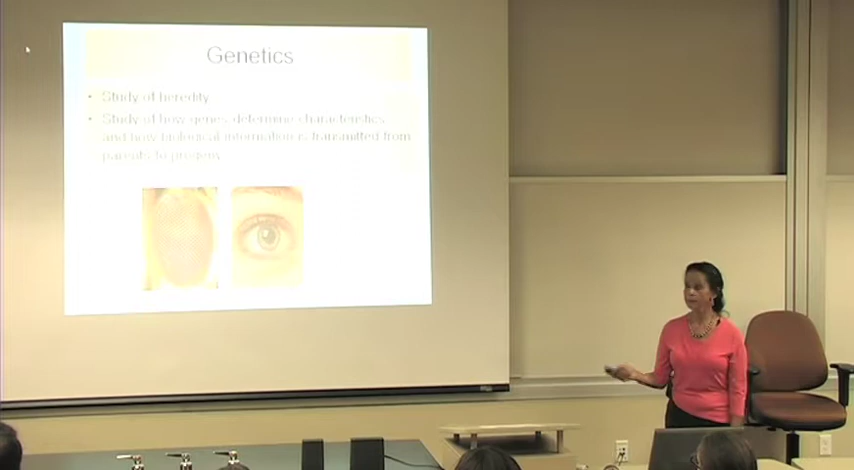 Genetics
• Study of heredity
• Study of how genes determine characteristics
and how biological information is transmitted from
parents to progeny